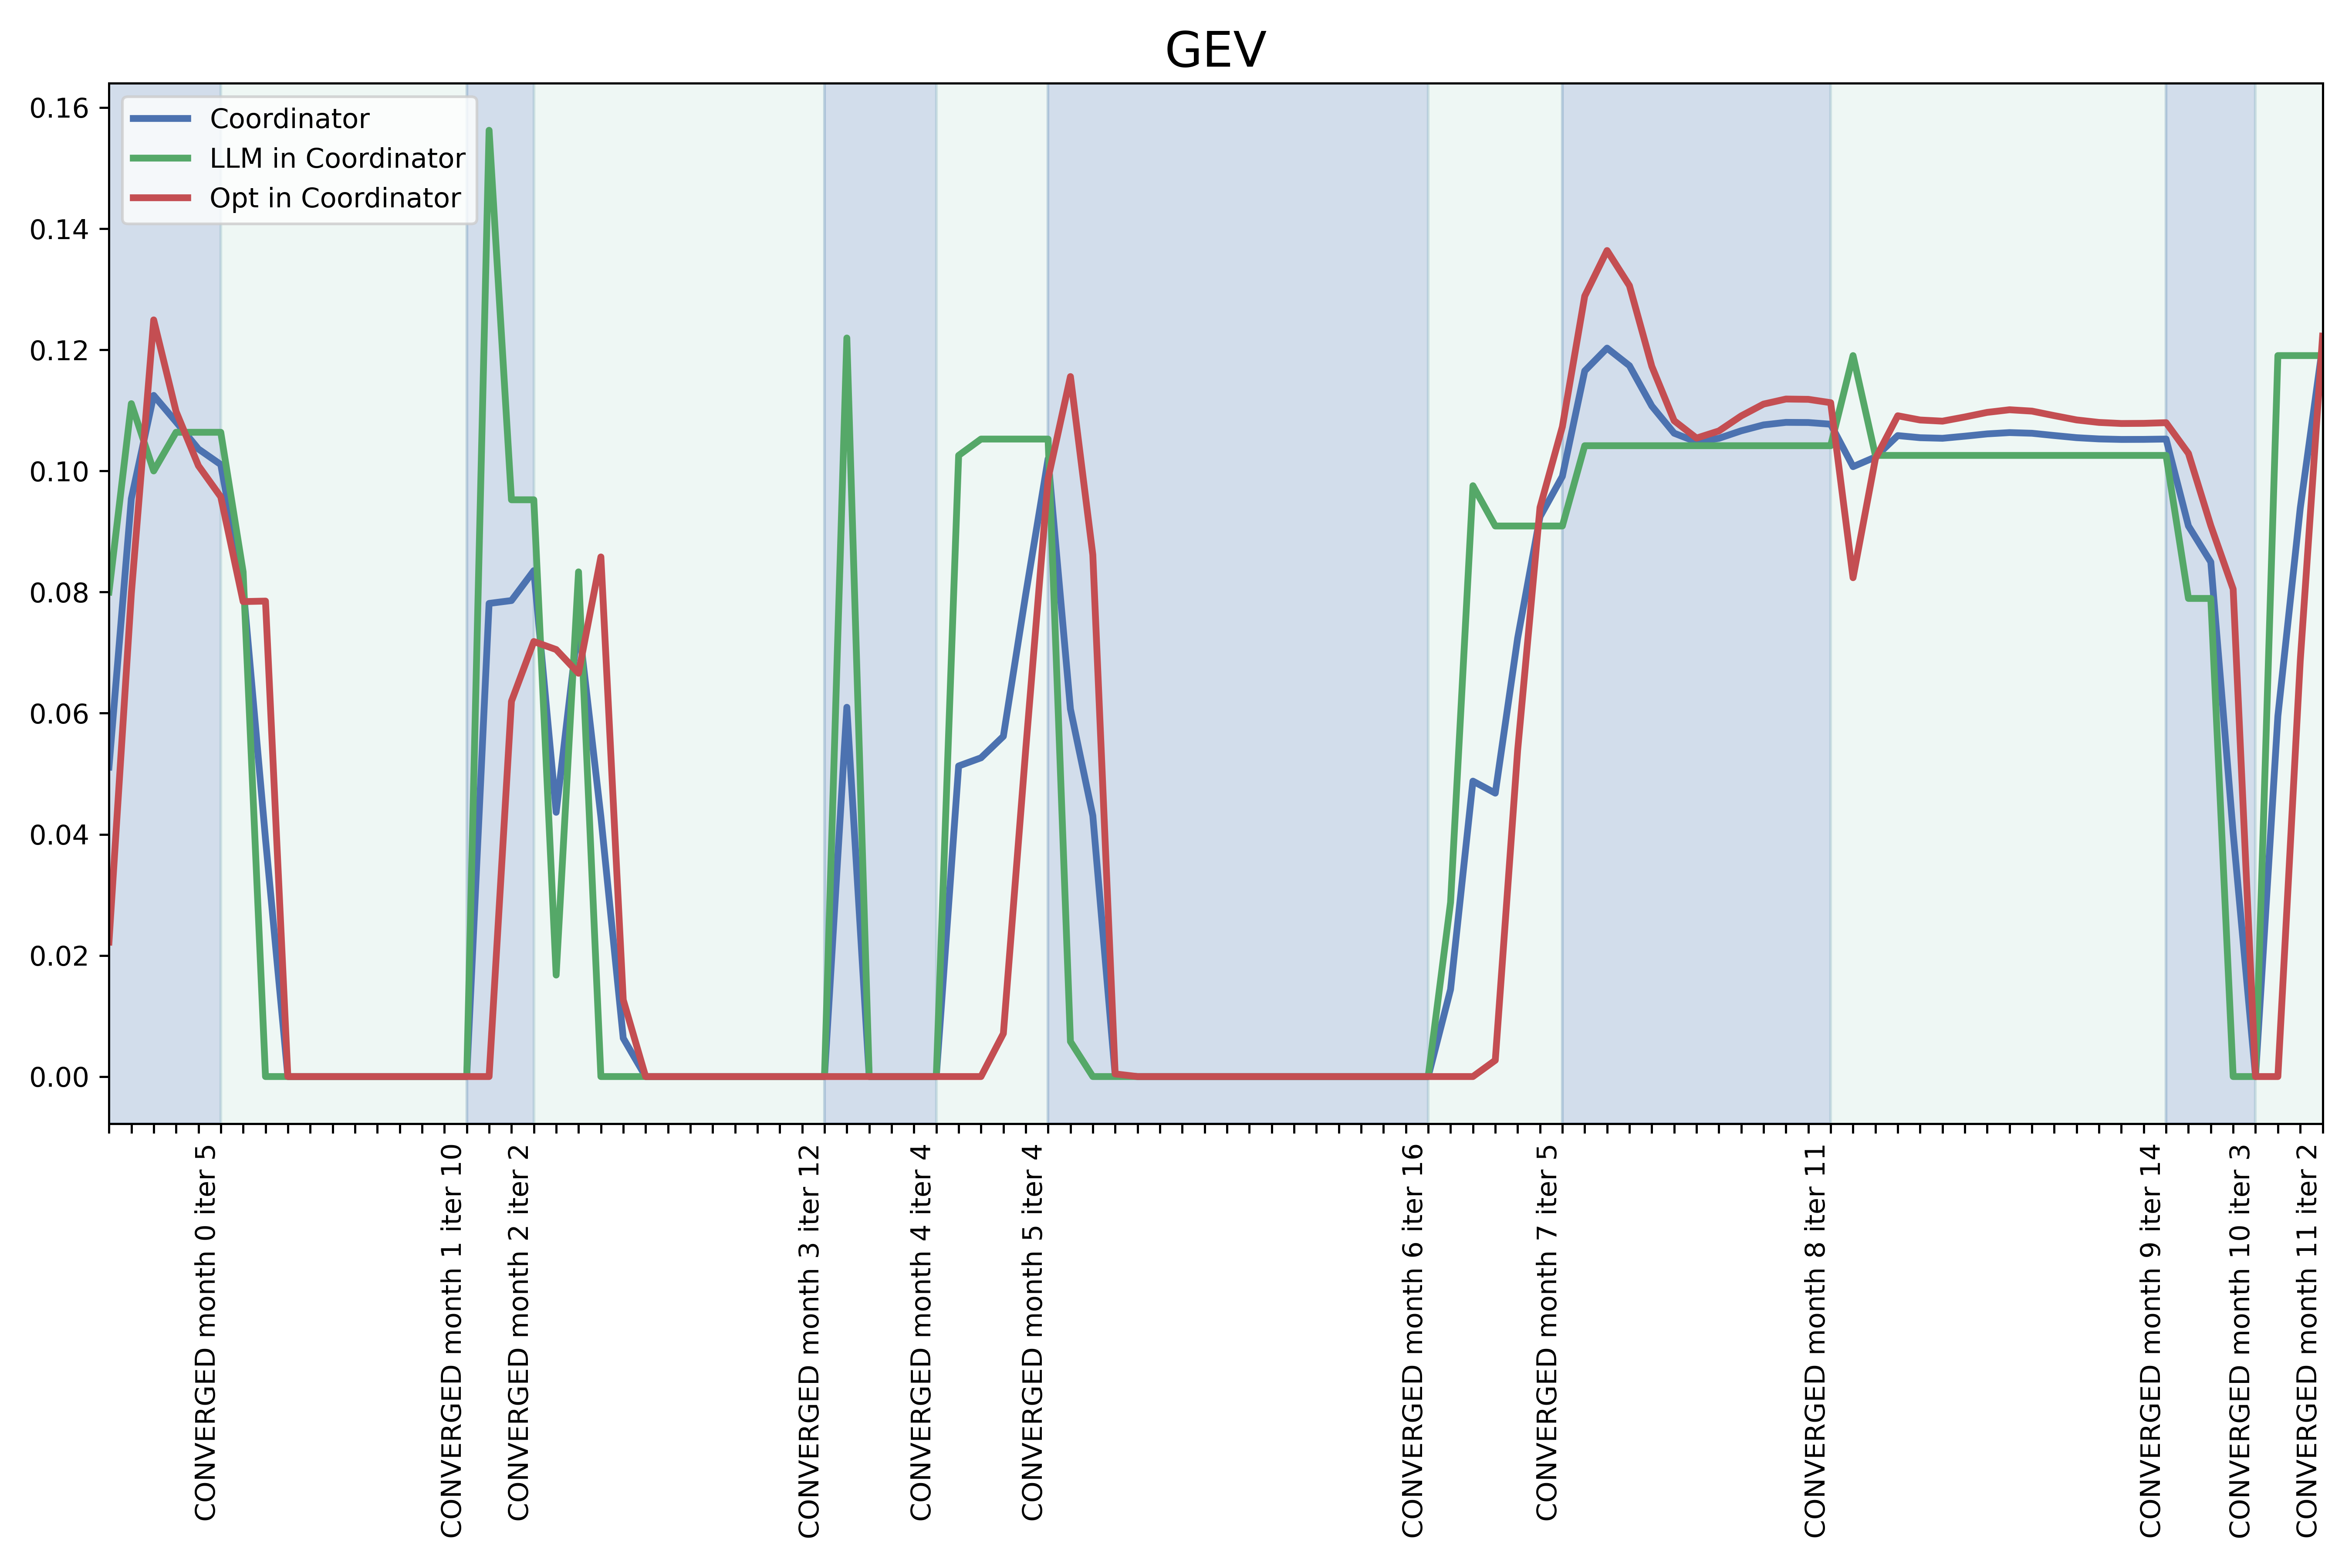 GEV
0.16
0.14
0.12
0.10
0.08
0.06
0.04
0.02
0.00
Coordinator
LLM in Coordinator
Opt in Coordinator
CONVERGED month 0 iter 5
CONVERGED month 1 iter 10
CONVERGED month 2 iter 2
CONVERGED month 3 iter 12
CONVERGED month 4 iter 4
CONVERGED month 5 iter 4
CONVERGED month 6 iter 16
CONVERGED month 7 iter 5
CONVERGED month 8 iter 11
CONVERGED month 9 iter 14
CONVERGED month 10 iter 3
CONVERGED month 11 iter 2